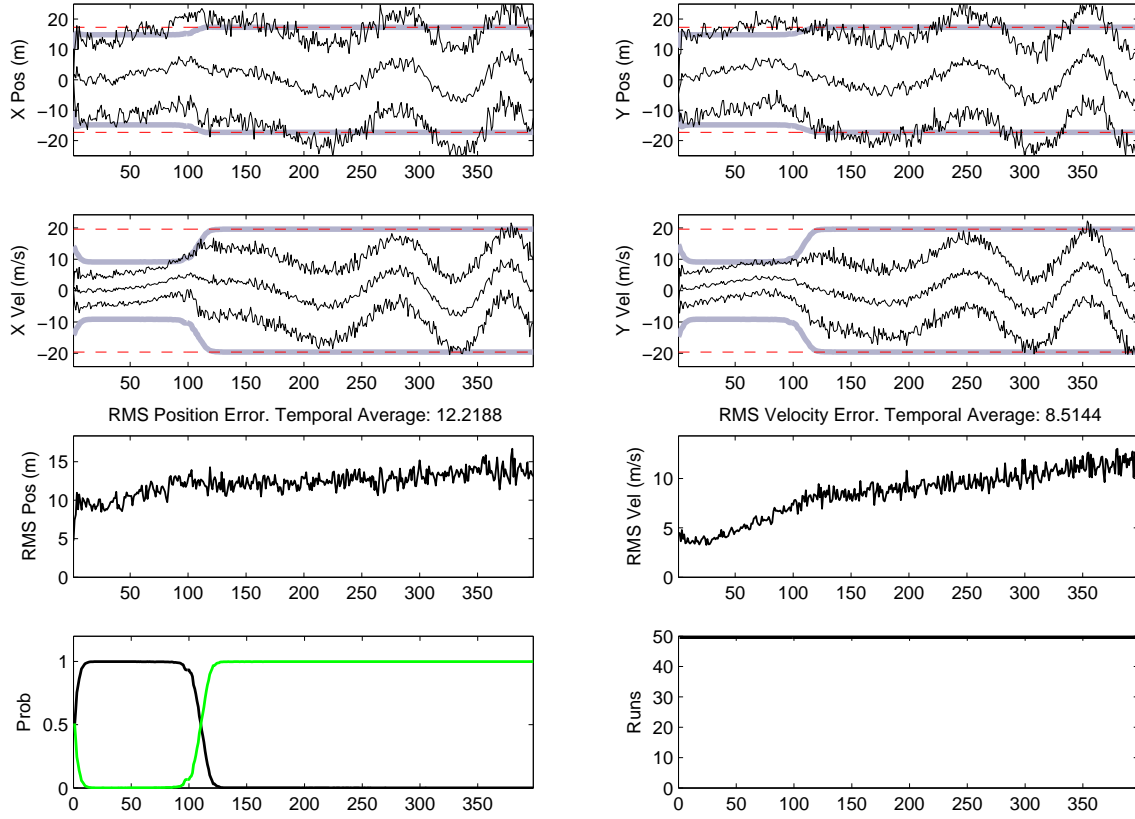 X Pos (m)
20
10
0
−10
−20
50 100 150 200 250 300 350
Y Pos (m)
20
10
0
−10
−20
50 100 150 200 250 300 350
X Vel (m/s)
20
10
0
−10
−20
50 100 150 200 250 300 350
Y Vel (m/s)
20
10
0
−10
−20
50 100 150 200 250 300 350
RMS Position Error. Temporal Average: 12.2188
RMS Pos (m)
15
10
5
0
50 100 150 200 250 300 350
RMS Velocity Error. Temporal Average: 8.5144
RMS Vel (m/s)
10
5
0
50 100 150 200 250 300 350
Prob
1
0.5
0
0 50 100 150 200 250 300 350
Runs
50
40
30
20
10
0
0 50 100 150 200 250 300 350